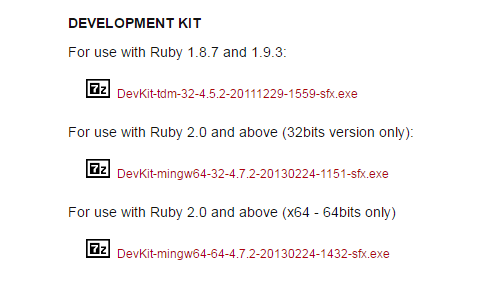 DEVELOPMENT KIT
For use with Ruby 1.8.7 and 1.9.3:
7z DevKit-tdm-32-4.5.2-20111229-1559-sfx.exe
For use with Ruby 2.0 and above (32bits version only):
7z DevKit-mingw64-32-4.7.2-20130224-1151-sfx.exe
For use with Ruby 2.0 and above (x64 - 64bits only)
7z DevKit-mingw64-64-4.7.2-20130224-1432-sfx.exe